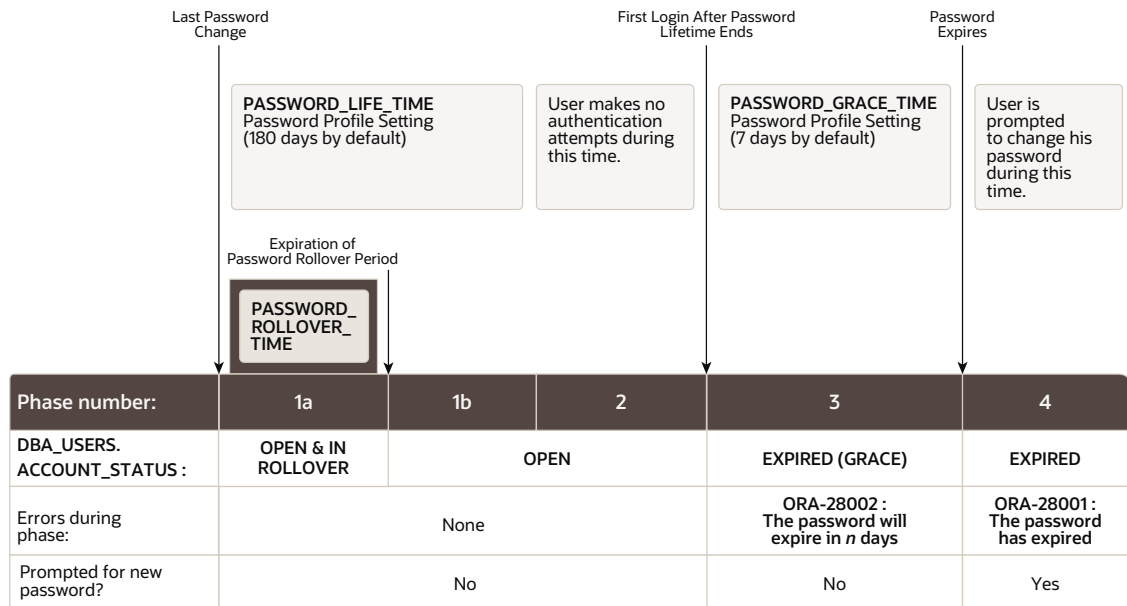 Last Password
Change
First Login After Password
Lifetime Ends
Password
Expires
PASSWORD_LIFE_TIME
Password Profile Setting
(180 days by default)
User makes no
authentication
attempts during
this time.
PASSWORD_GRACE_TIME
Password Profile Setting
(7 days by default)
User is
prompted
to change his
password
during this
time.
Expiration of
Password Rollover Period
PASSWORD_
ROLLOVER_
TIME
Phase number:
1a
1b
2
3
4
DBA_USERS.
ACCOUNT_STATUS :
OPEN & IN
ROLLOVER
OPEN
EXPIRED (GRACE)
EXPIRED
Errors during
phase:
None
ORA-28002 :
The password will
expire in n days
ORA-28001 :
The password
has expired
Prompted for new
password?
No
No
Yes